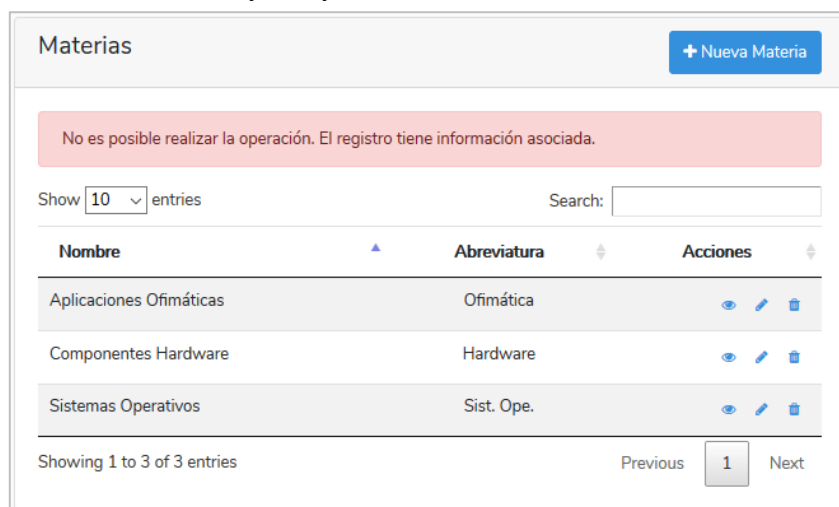 Materias
+ Nueva Materia
No es posible realizar la operación. El registro tiene información asociada.
Show 10 entries Search:
Nombre Abreviatura Acciones
Aplicaciones Ofimáticas Ofimática
Componentes Hardware Hardware
Sistemas Operativos Sist. Ope.
Showing 1 to 3 of 3 entries Previous 1 Next